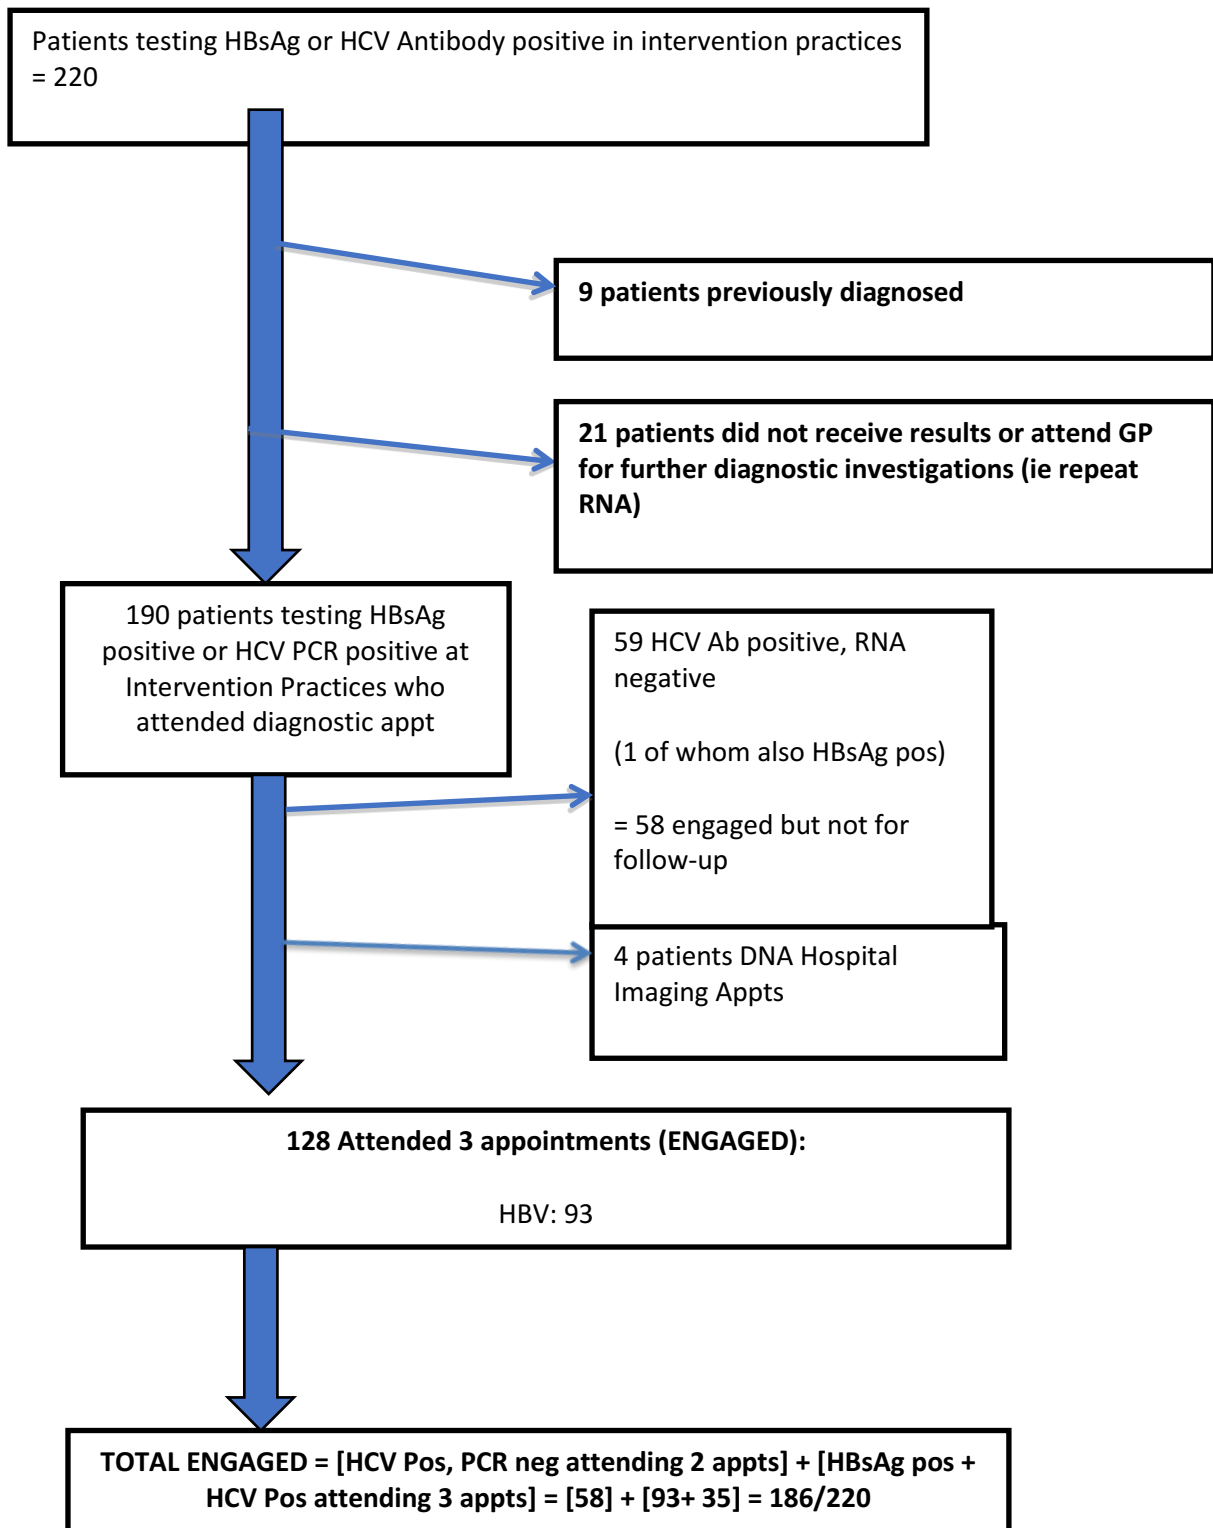 Patients testing HBsAg or HCV Antibody positive in intervention practices
= 220
9 patients previously diagnosed
21 patients did not receive results or attend GP
for further diagnostic investigations (ie repeat
RNA)
190 patients testing HBsAg
positive or HCV PCR positive at
Intervention Practices who
attended diagnostic appt
59 HCV Ab positive, RNA
negative
(1 of whom also HBsAg pos)
= 58 engaged but not for
follow-up
4 patients DNA Hospital
Imaging Appts
128 Attended 3 appointments (ENGAGED):
HBV: 93
TOTAL ENGAGED = [HCV Pos, PCR neg attending 2 appts] + [HBsAg pos +
HCV Pos attending 3 appts] = [58] + [93+ 35] = 186/220